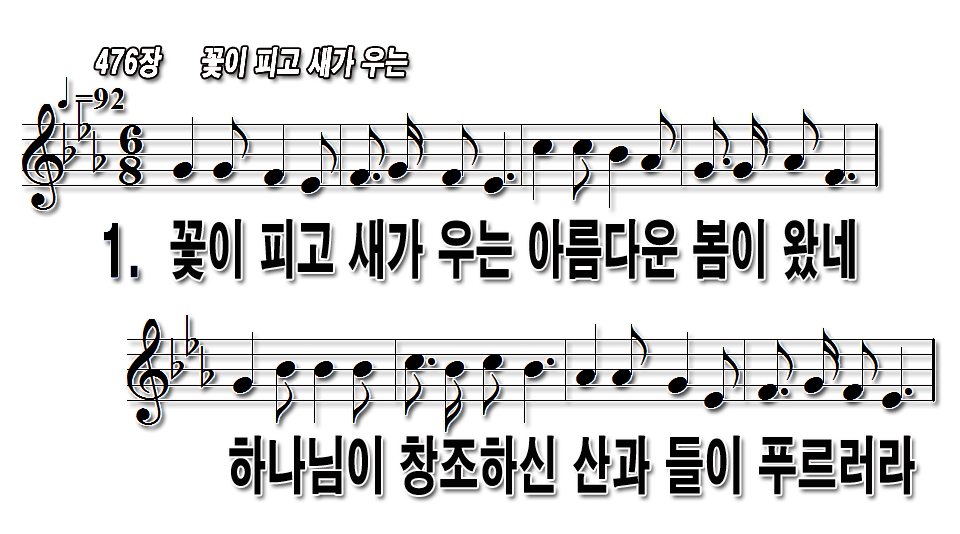 476장 꽃이 피고 새가 우는
♩=92
6
8
1. 꽃이 피고 새가 우는 아름다운 봄이 왔네
하나님이 창조하신 산과 들이 푸르러라